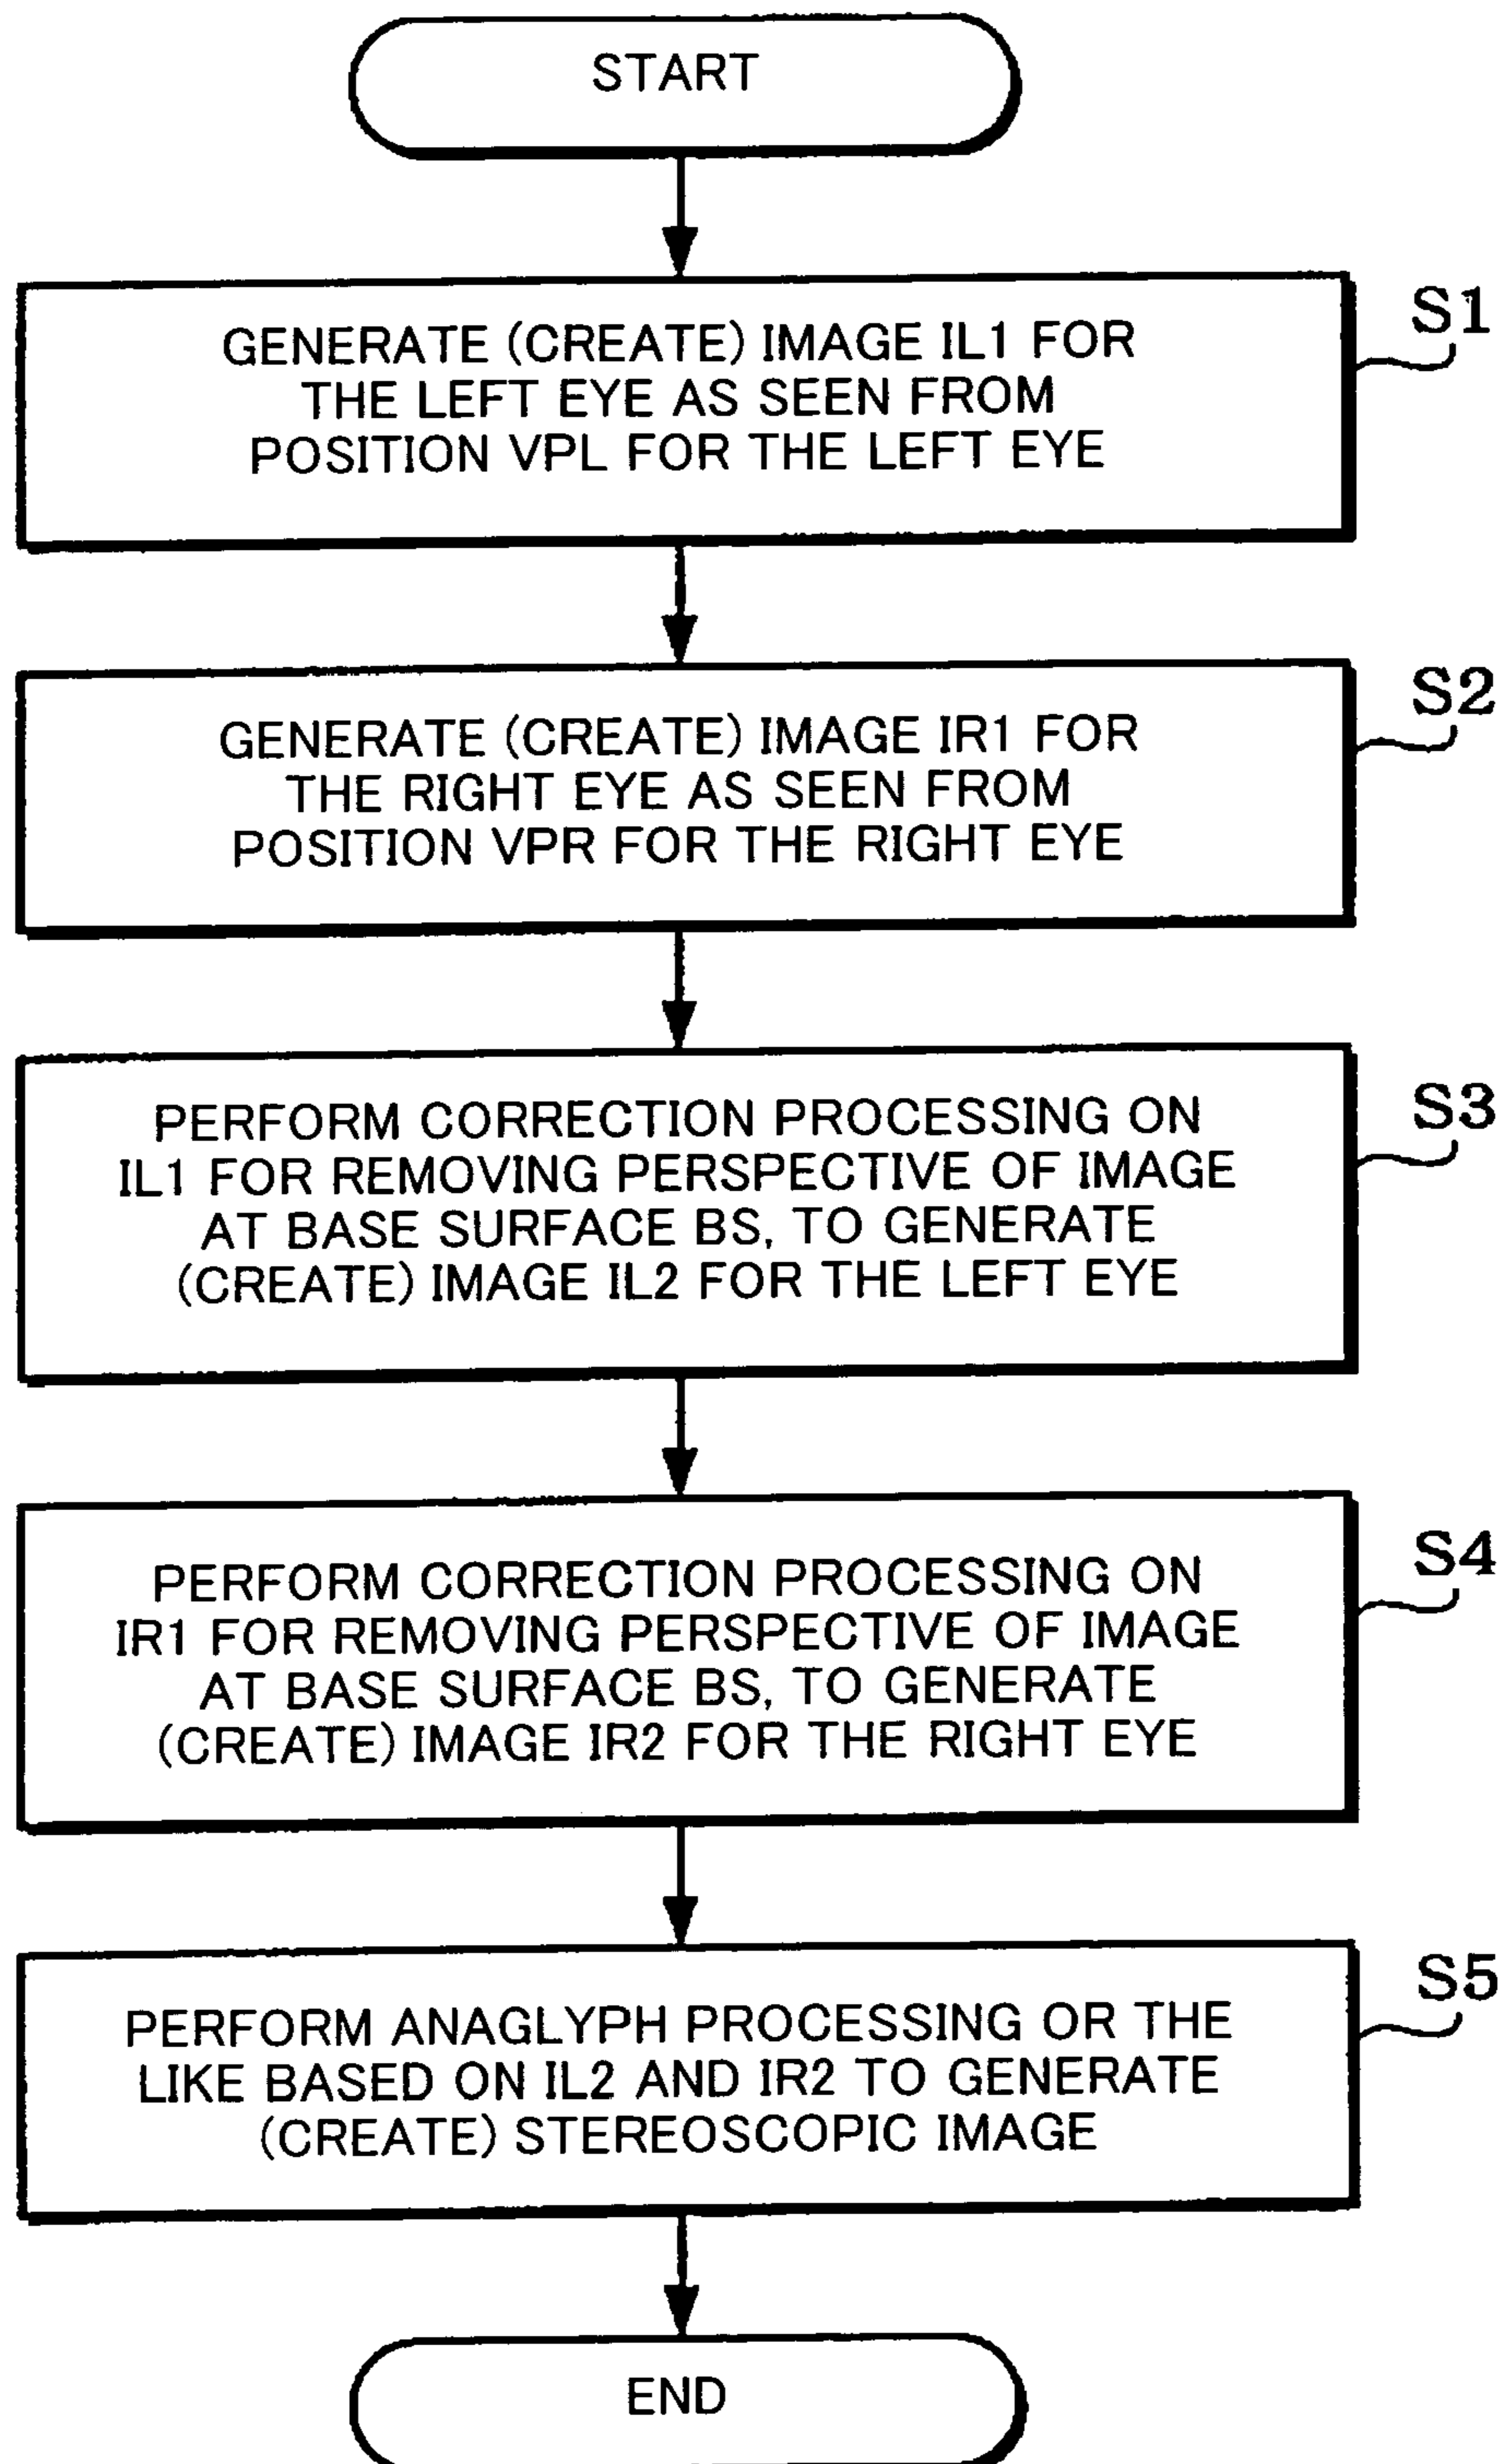 START
S1
GENERATE (CREATE) IMAGE IL1 FOR
THE LEFT EYE AS SEEN FROM
POSITION VPL FOR THE LEFT EYE
S2
GENERATE (CREATE) IMAGE IR1 FOR
THE RIGHT EYE AS SEEN FROM
POSITION VPR FOR THE RIGHT EYE
S3
PERFORM CORRECTION PROCESSING ON
IL1 FOR REMOVING PERSPECTIVE OF IMAGE
AT BASE SURFACE BS, TO GENERATE
(CREATE) IMAGE IL2 FOR THE LEFT EYE
S4
PERFORM CORRECTION PROCESSING ON
IR1 FOR REMOVING PERSPECTIVE OF IMAGE
AT BASE SURFACE BS, TO GENERATE
(CREATE) IMAGE IR2 FOR THE RIGHT EYE
S5
PERFORM ANAGLYPH PROCESSING OR THE
LIKE BASED ON IL2 AND IR2 TO GENERATE
(CREATE) STEREOSCOPIC IMAGE
END